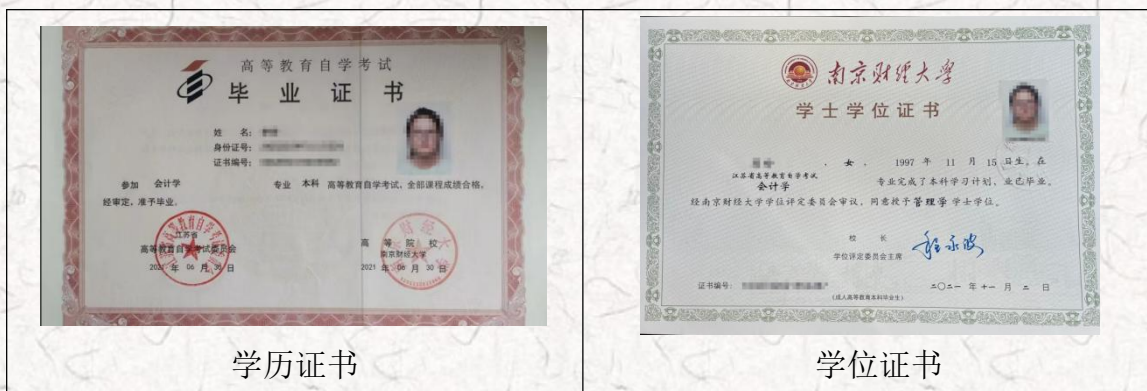 高等教育自学考试
毕业证书
姓 名:
身份证号:
证书编号:
参加 会计学 专业 本科 高等教育自学考试，全部课程成绩合格，
经审定，准予毕业。
江苏省
高等教育自学考试委员会
2021 年 06 月 30 日
高等院校
南京财经大学
2021 年 06 月 30 日
学历证书
南京财经大学
学士学位证书
，女，1997 年 11 月 15 日生。在
江苏省高等教育自学考试
会计学 专业完成了本科学习计划，业已毕业。
经南京财经大学学位评定委员会审议，同意授予管理学学士学位。
校 长
学位评定委员会主席
程永波
证书编号:
二〇二一 年 十一 月 二 日
(成人高等教育本科毕业生)
学位证书